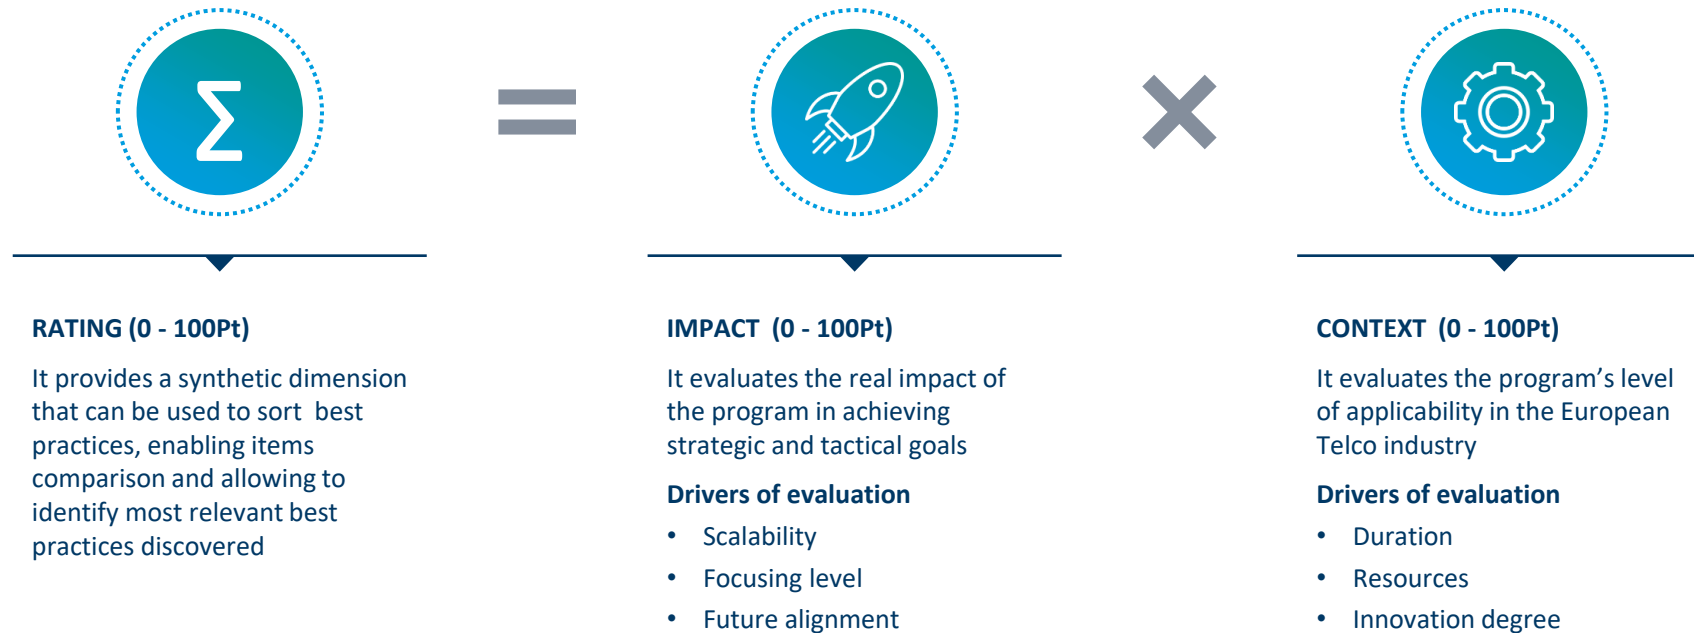 Σ
=
×
RATING (0 - 100Pt)
It provides a synthetic dimension
that can be used to sort best
practices, enabling items
comparison and allowing to
identify most relevant best
practices discovered
IMPACT (0 - 100Pt)
It evaluates the real impact of
the program in achieving
strategic and tactical goals
Drivers of evaluation
• Scalability
• Focusing level
• Future alignment
CONTEXT (0 - 100Pt)
It evaluates the program's level
of applicability in the European
Telco industry
Drivers of evaluation
• Duration
• Resources
• Innovation degree